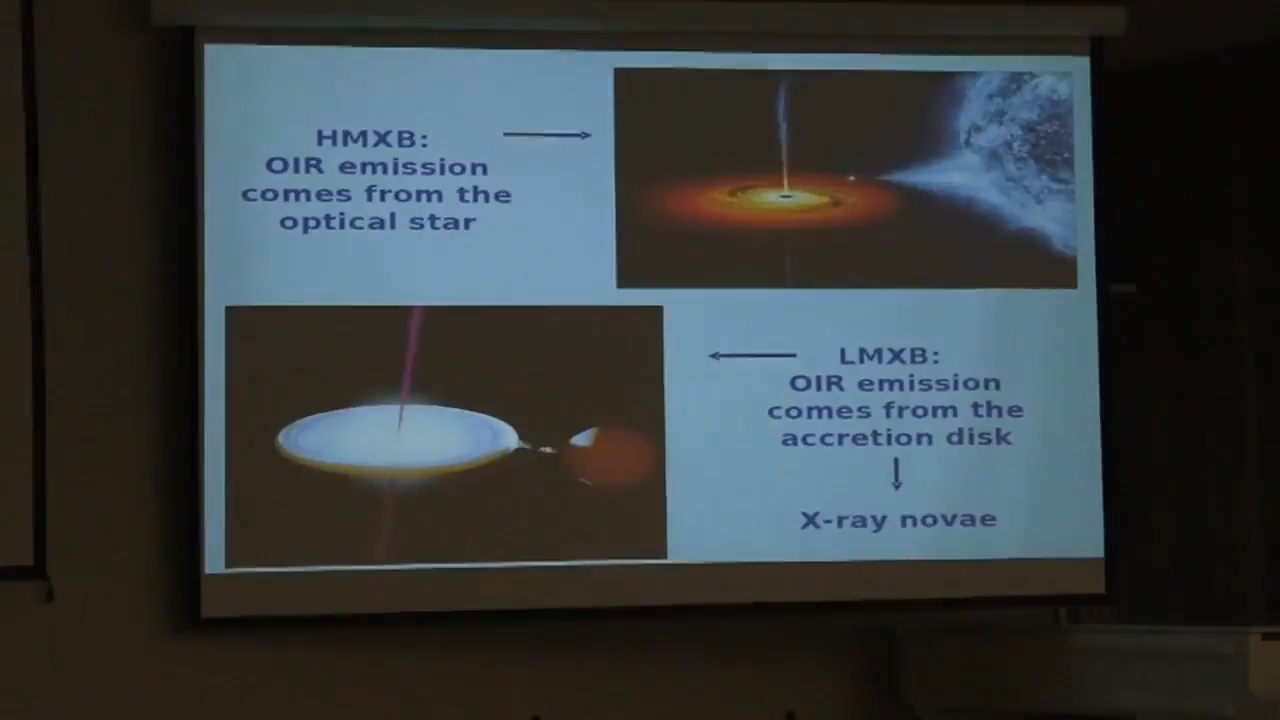 HMXB:
OIR emission
comes from the
optical star
LMXB:
OIR emission
comes from the
accretion disk
X-ray novae